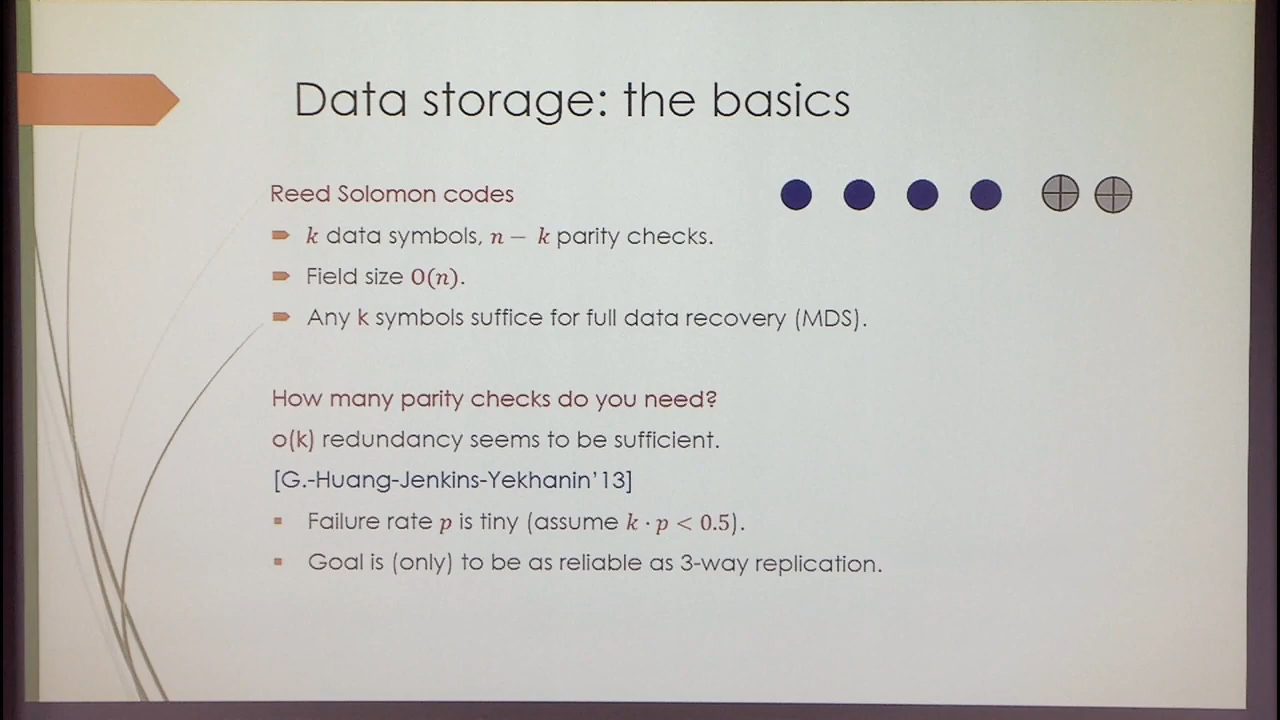 Data storage: the basics
Reed Solomon codes
k data symbols, n − k parity checks.
Field size O(n).
Any k symbols suffice for full data recovery (MDS).
How many parity checks do you need?
o(k) redundancy seems to be sufficient.
[G.-Huang-Jenkins-Yekhanin'13]
Failure rate p is tiny (assume k · p < 0.5).
Goal is (only) to be as reliable as 3-way replication.